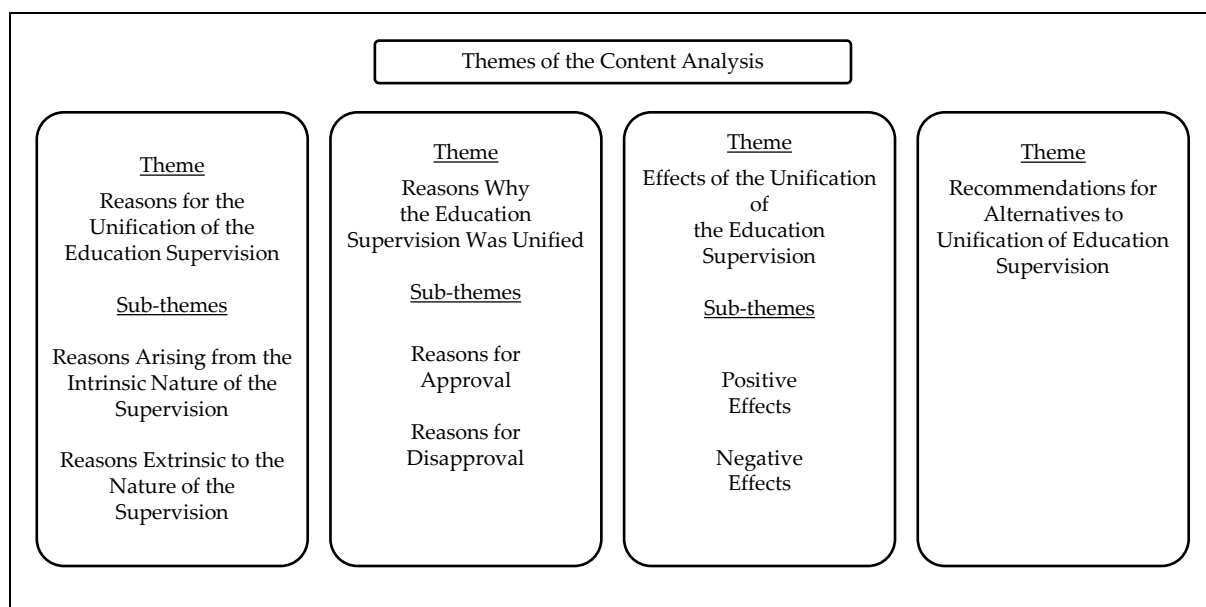 Themes of the Content Analysis
Theme
Reasons for the
Unification of the
Education Supervision
Sub-themes
Reasons Arising from the
Intrinsic Nature of the
Supervision
Reasons Extrinsic to the
Nature of the
Supervision
Theme
Reasons Why
the Education
Supervision Was Unified
Sub-themes
Reasons for
Approval
Reasons for
Disapproval
Theme
Effects of the Unification
of
the Education
Supervision
Sub-themes
Positive
Effects
Negative
Effects
Theme
Recommendations for
Alternatives to
Unification of Education
Supervision